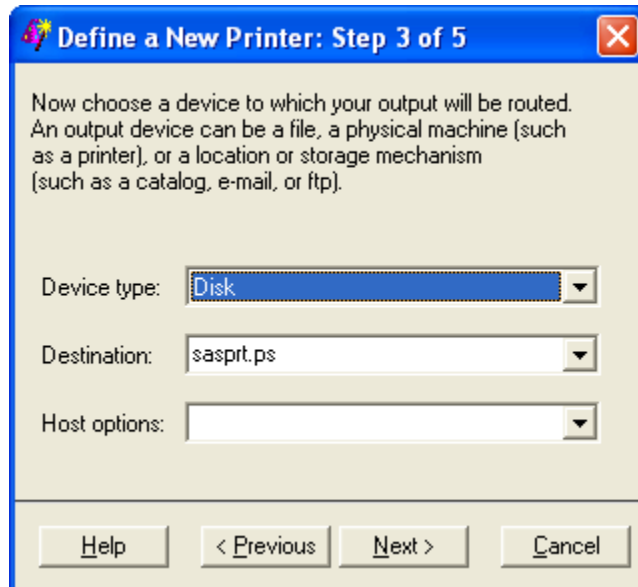 Define a New Printer: Step 3 of 5
Now choose a device to which your output will be routed.
An output device can be a file, a physical machine (such
as a printer), or a location or storage mechanism
(such as a catalog, e-mail, or ftp).
Device type: Disk
Destination: sasprt.ps
Host options:
Help < Previous Next > Cancel